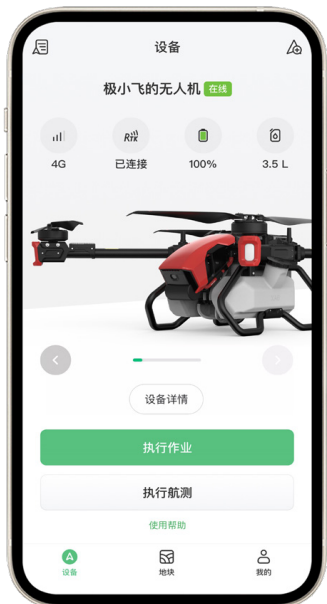 设备
极小飞的无人机 在线
4G 已连接 100% 3.5 L
设备详情
执行作业
执行航测
使用帮助
设备 地块 我的